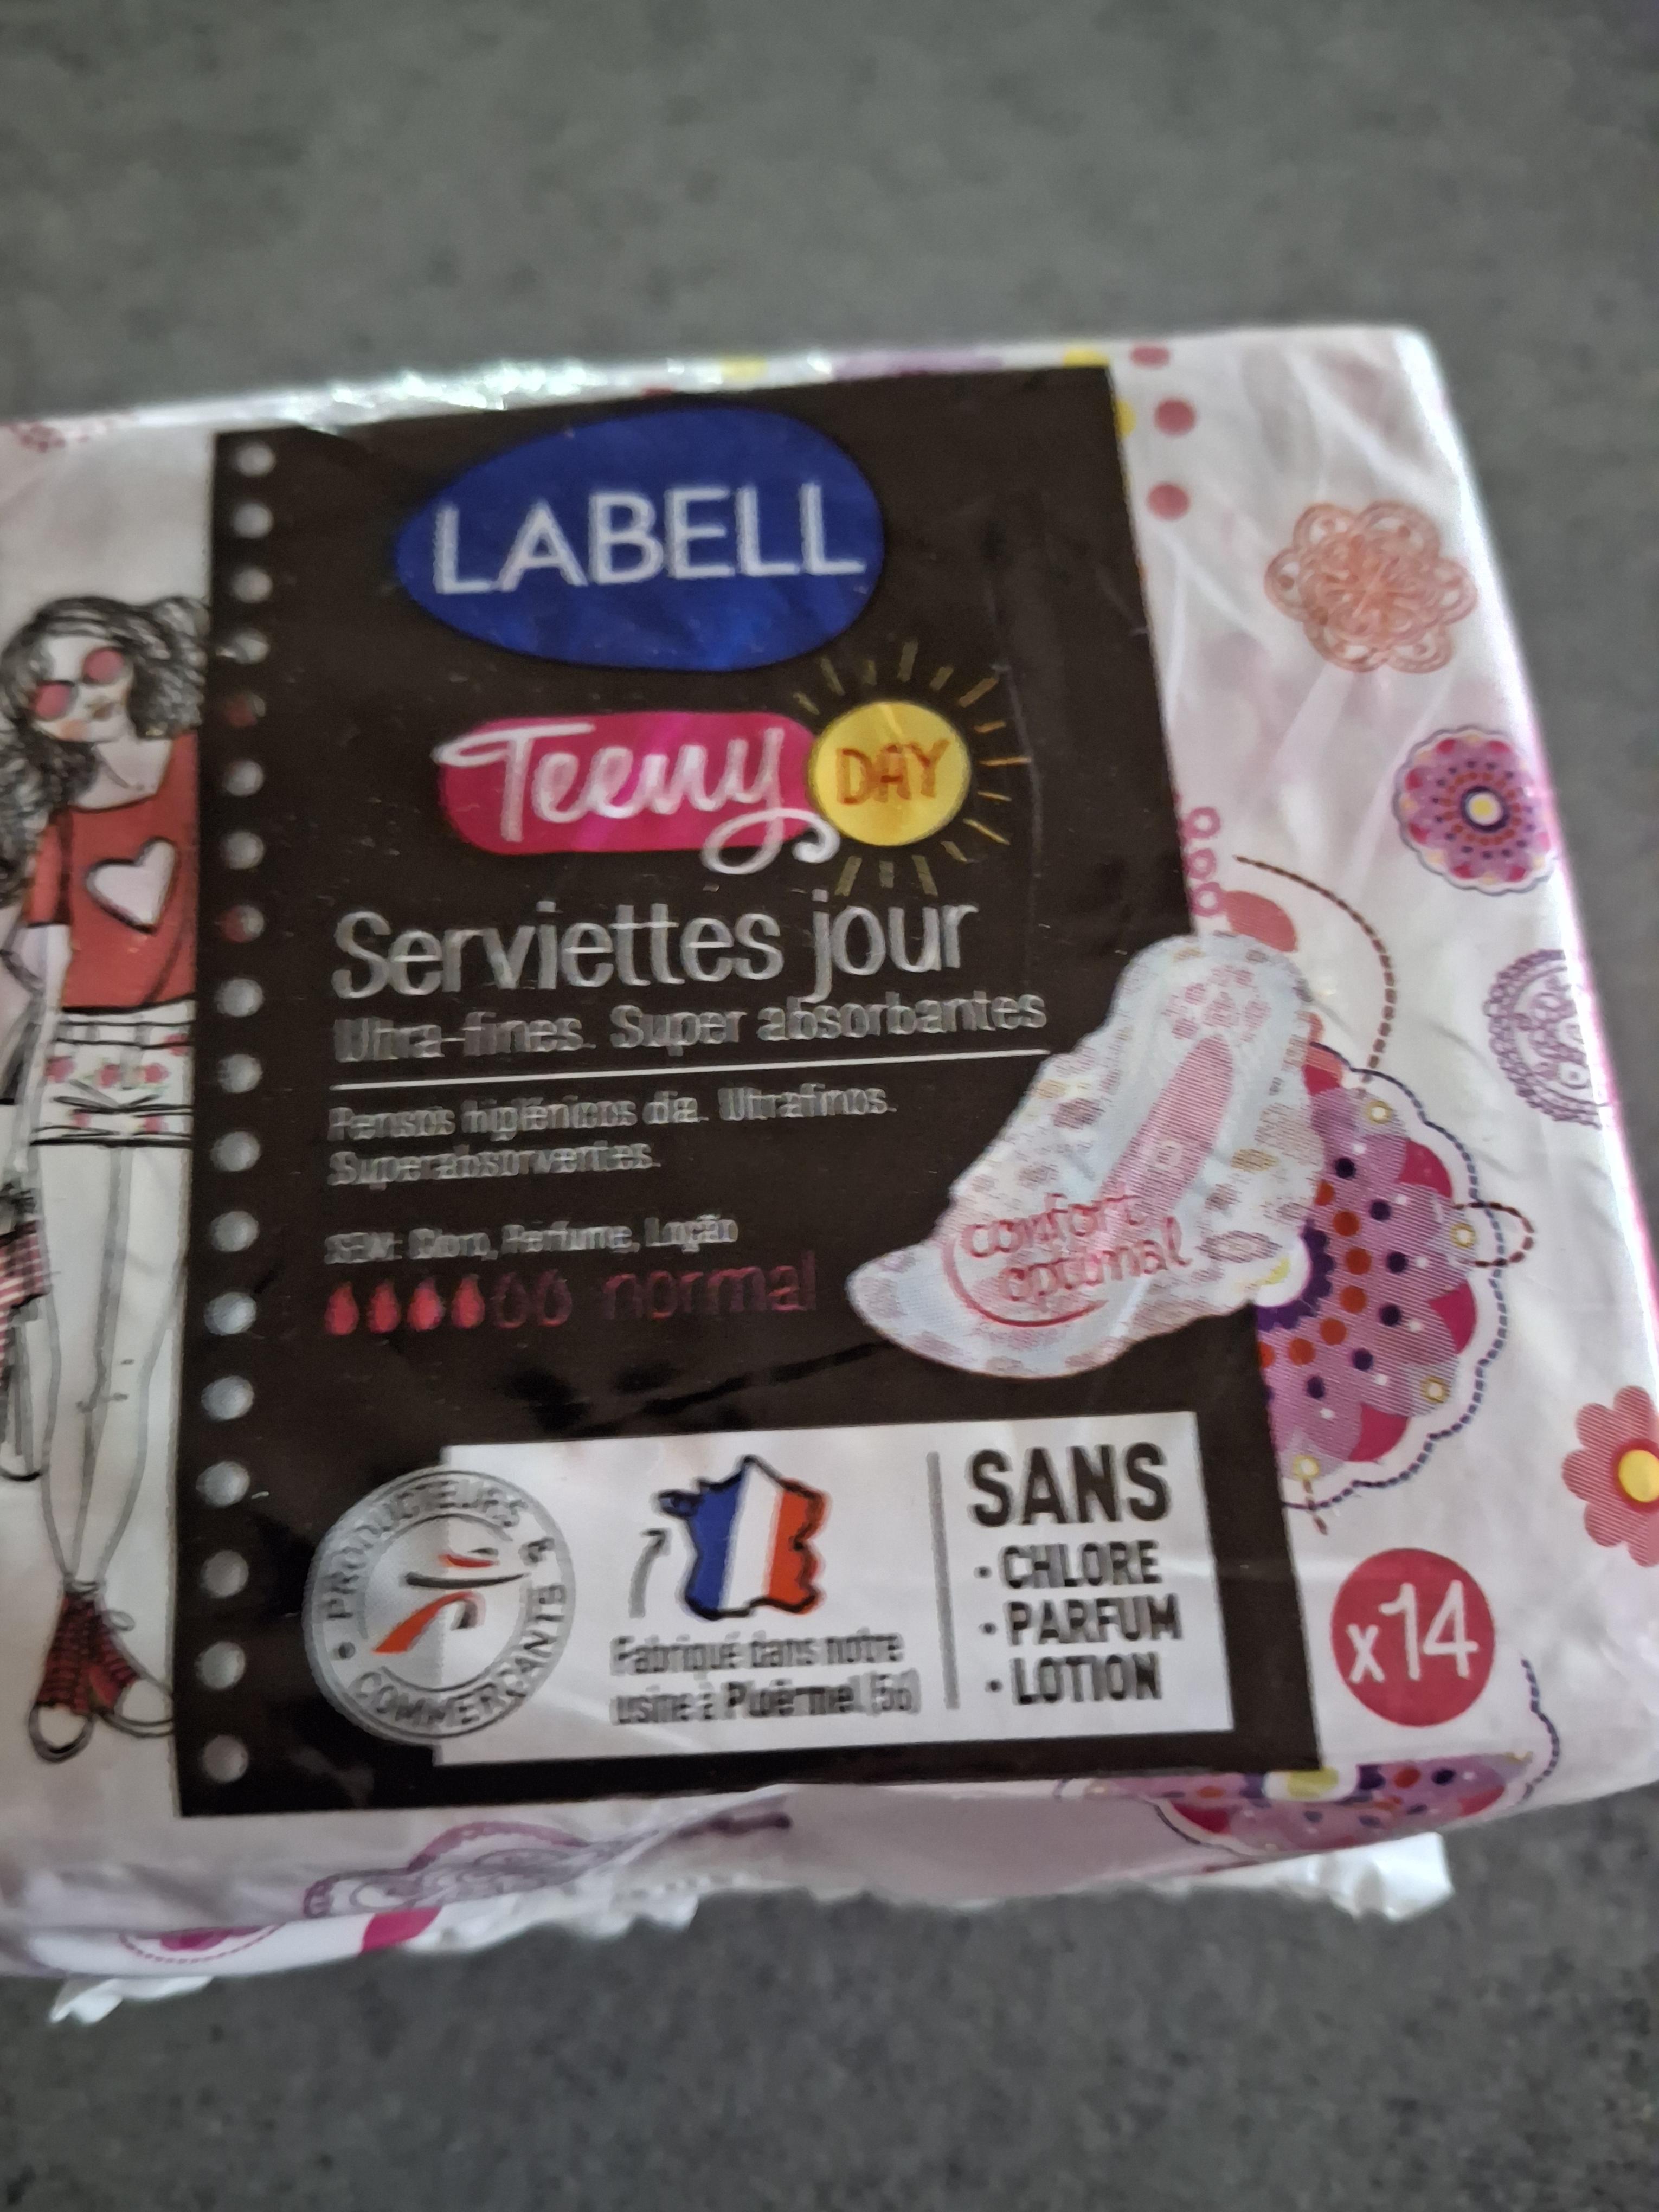 LABELL
Teeny DAY
Serviettes jour
Ultra-fines. Super absorbantes
Pensos higiénicos dia. Ultrafinos.
Superabsorventes.
SEM: Cloro, Perfume, Loção
normal
confort
optimal
PRODUCTEURS & COMMERÇANTS
Fabriqué dans notre
usine à Ploërmel (56)
SANS
• CHLORE
• PARFUM
• LOTION
x14